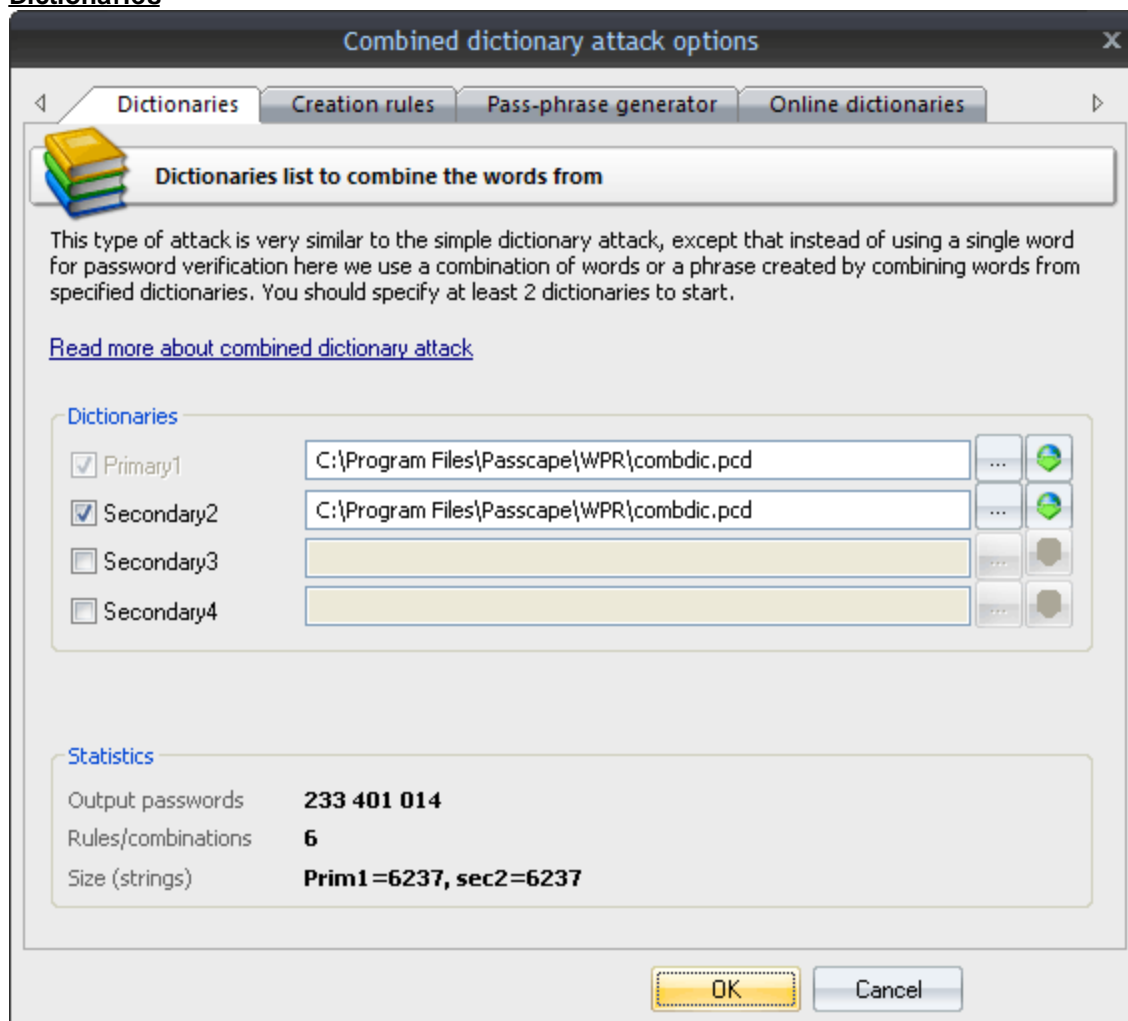 Dictionaries
Combined dictionary attack options
Dictionaries Creation rules Pass-phrase generator Online dictionaries
Dictionaries list to combine the words from
This type of attack is very similar to the simple dictionary attack, except that instead of using a single word
for password verification here we use a combination of words or a phrase created by combining words from
specified dictionaries. You should specify at least 2 dictionaries to start.
Read more about combined dictionary attack
Dictionaries
Primary1 C:\Program Files\Passcape\WPR\combdic.pcd ...
Secondary2 C:\Program Files\Passcape\WPR\combdic.pcd ...
Secondary3 ...
Secondary4 ...
Statistics
Output passwords 233 401 014
Rules/combinations 6
Size (strings) Prim1=6237, sec2=6237
OK Cancel